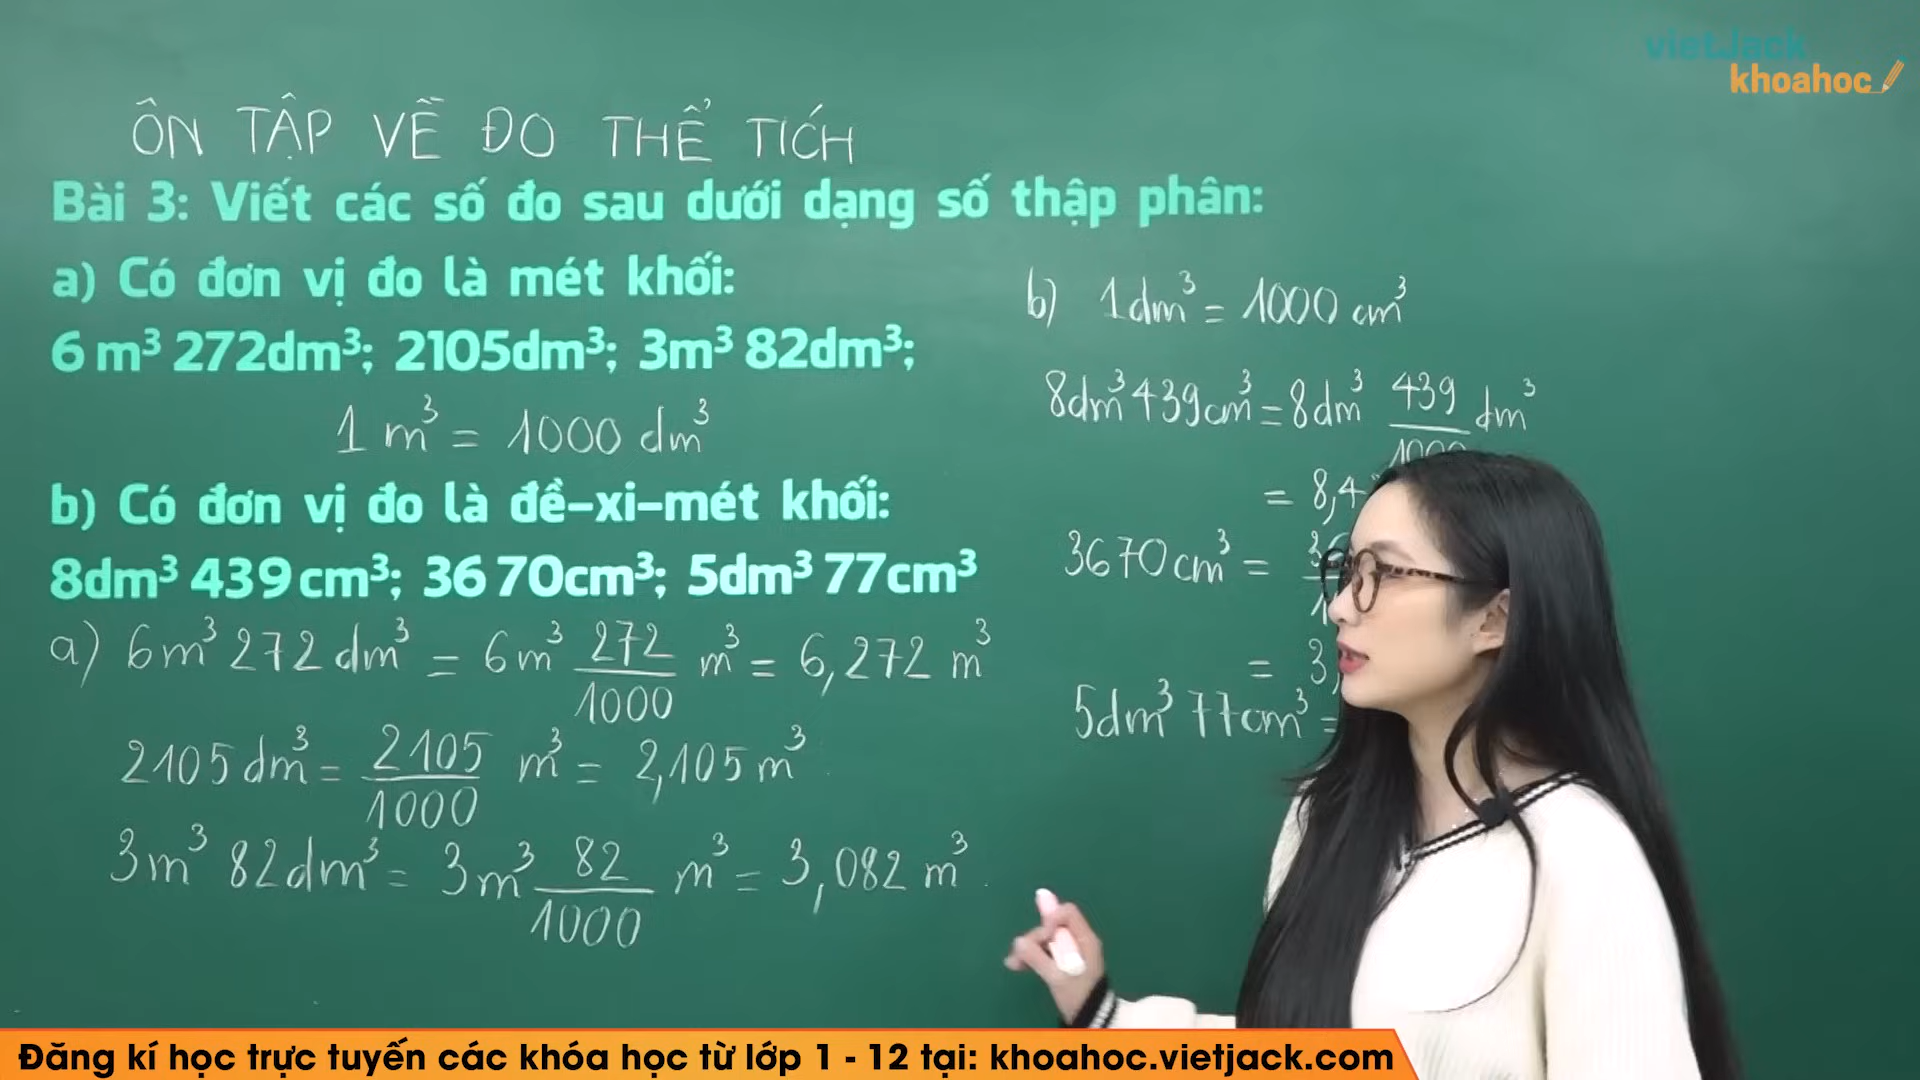 vietJack
khoahoc
ÔN TẬP VỀ ĐO THỂ TÍCH
Bài 3: Viết các số đo sau dưới dạng số thập phân:
a) Có đơn vị đo là mét khối:
6 m³ 272dm³; 2105dm³; 3m³ 82dm³;
1 m³ = 1000 dm³
b) Có đơn vị đo là đề-xi-mét khối:
8dm³ 439 cm³; 36 70cm³; 5dm³ 77cm³
a) 6m³ 272 dm³ = 6m³ 272/1000 m³ = 6,272 m³
2105 dm³ = 2105/1000 m³ = 2,105 m³
3m³ 82dm³ = 3m³ 82/1000 m³ = 3,082 m³.
b) 1dm³ = 1000 cm³
8dm³ 439cm³ = 8dm³ 439/1000 dm³
= 8,4
3670cm³ =
= 3,
5dm³ 77cm³ =
Đăng kí học trực tuyến các khóa học từ lớp 1 - 12 tại: khoahoc.vietjack.com